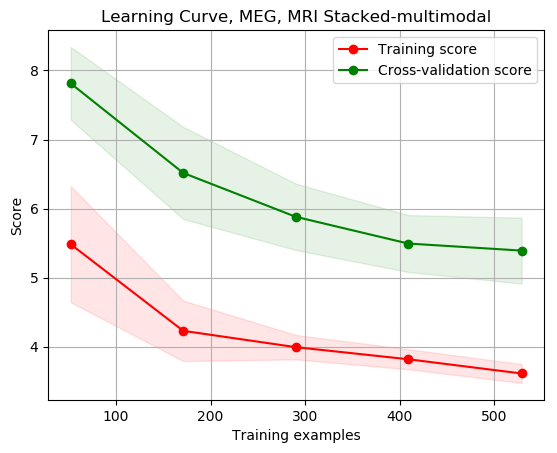 Learning Curve, MEG, MRI Stacked-multimodal
Training score
Cross-validation score
8
7
6
5
4
Score
100
200
300
400
500
Training examples